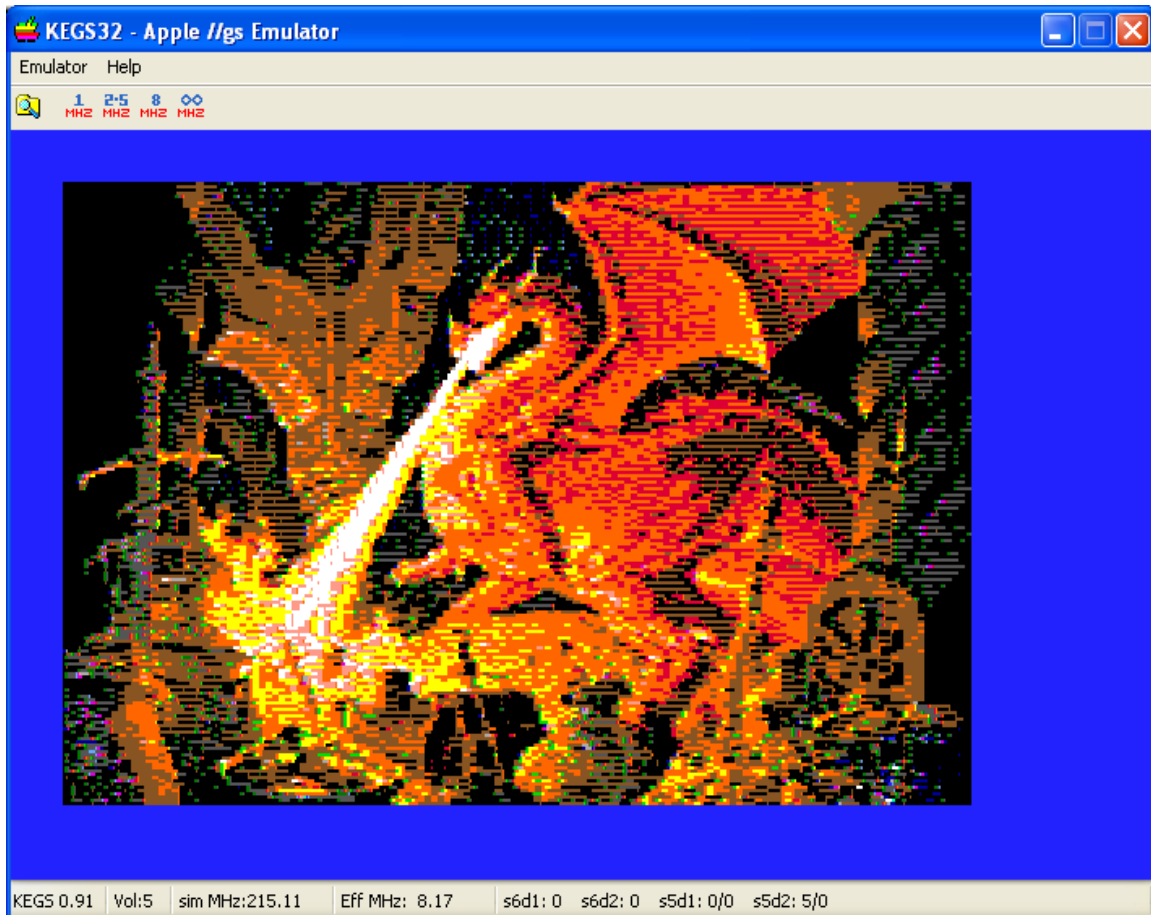 KEGS32 - Apple //gs Emulator
Emulator Help
1 MHZ 2·5 MHZ 8 MHZ ∞ MHZ
KEGS 0.91 Vol:5 sim MHz:215.11 Eff MHz: 8.17 s6d1: 0 s6d2: 0 s5d1: 0/0 s5d2: 5/0